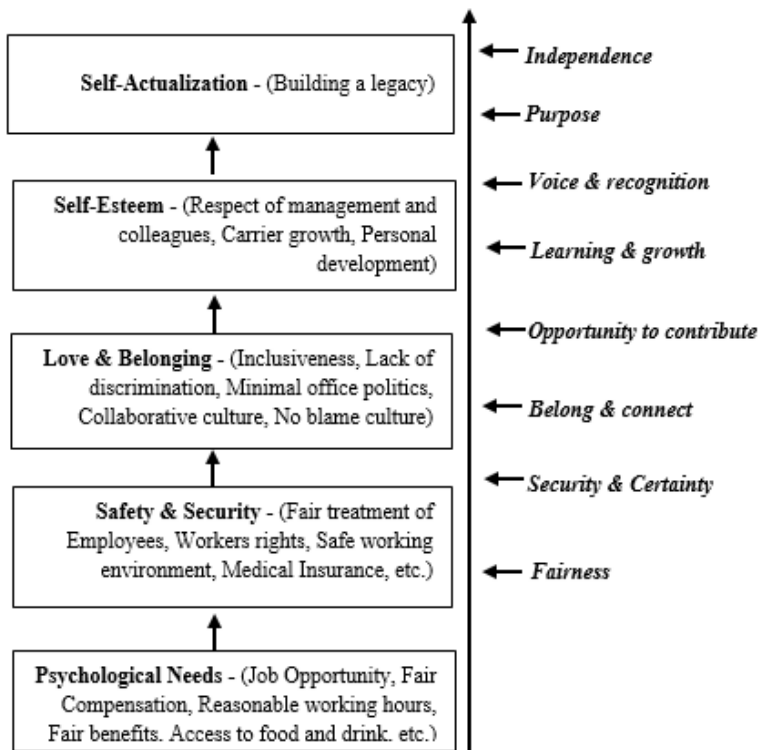 Self-Actualization - (Building a legacy)
Self-Esteem - (Respect of management and
colleagues, Carrier growth, Personal
development)
Love & Belonging - (Inclusiveness, Lack of
discrimination, Minimal office politics,
Collaborative culture, No blame culture)
Safety & Security - (Fair treatment of
Employees, Workers rights, Safe working
environment, Medical Insurance, etc.)
Psychological Needs - (Job Opportunity, Fair
Compensation, Reasonable working hours,
Fair benefits. Access to food and drink. etc.)
Independence
Purpose
Voice & recognition
Learning & growth
Opportunity to contribute
Belong & connect
Security & Certainty
Fairness